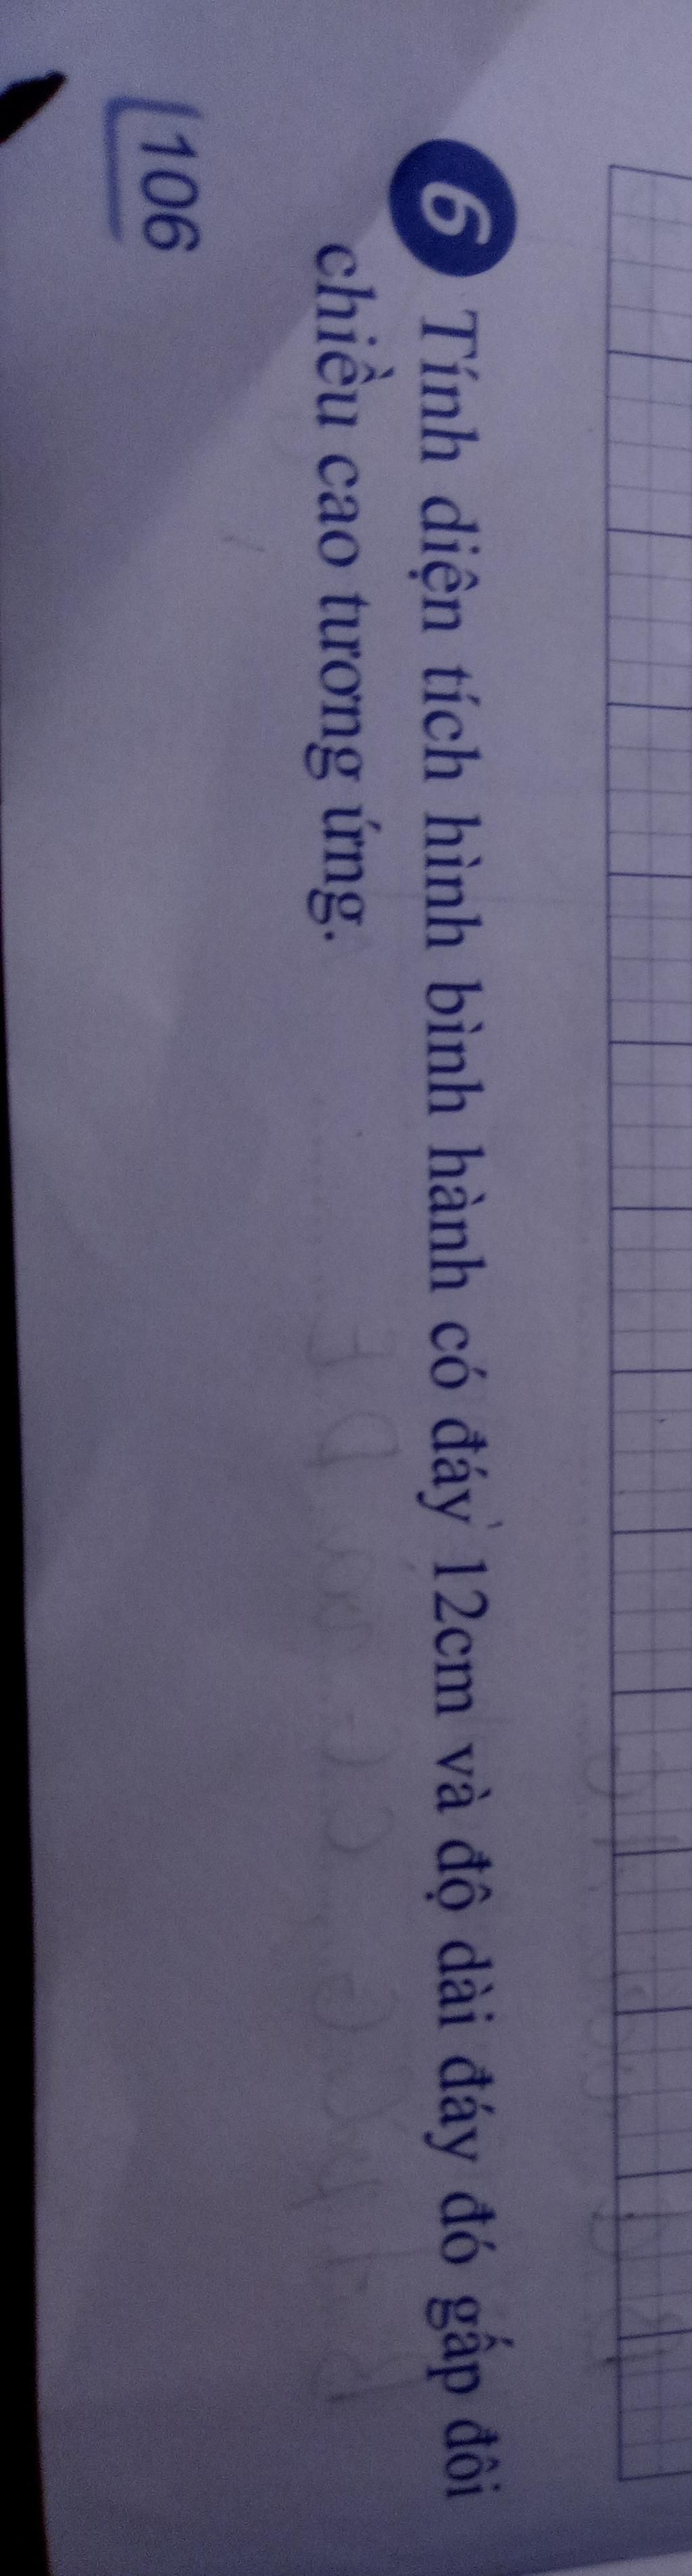 6 Tính diện tích hình bình hành có đáy 12cm và độ dài đáy đó gấp đôi
chiều cao tương ứng.
106